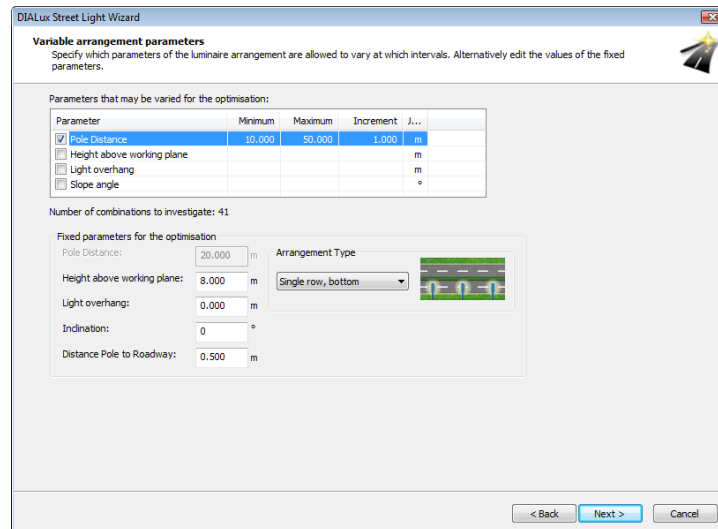 DIALux Street Light Wizard
Variable arrangement parameters
Specify which parameters of the luminaire arrangement are allowed to vary at which intervals. Alternatively edit the values of the fixed
parameters.
Parameters that may be varied for the optimisation:
Parameter Minimum Maximum Increment J...
Pole Distance 10.000 50.000 1.000 m
Height above working plane m
Light overhang m
Slope angle °
Number of combinations to investigate: 41
Fixed parameters for the optimisation
Pole Distance: 20.000 m Arrangement Type
Height above working plane: 8.000 m Single row, bottom
Light overhang: 0.000 m
Inclination: 0 °
Distance Pole to Roadway: 0.500 m
< Back Next > Cancel